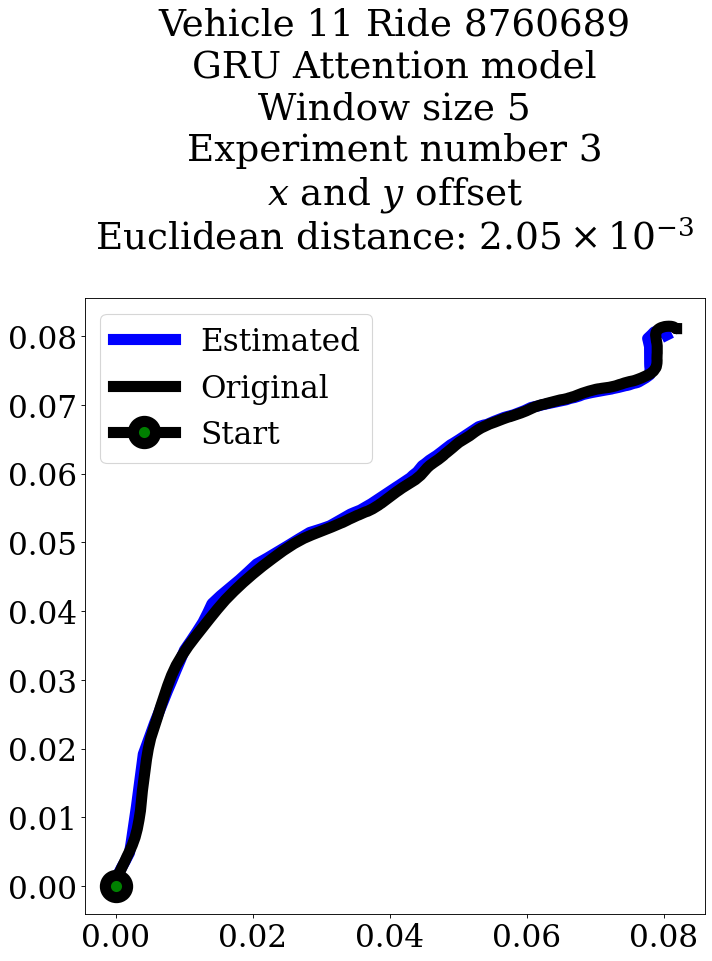 Vehicle 11 Ride 8760689
GRU Attention model
Window size 5
Experiment number 3
x and y offset
Euclidean distance: 2.05 × 10⁻³
Estimated
Original
Start
0.08
0.07
0.06
0.05
0.04
0.03
0.02
0.01
0.00
0.00 0.02 0.04 0.06 0.08